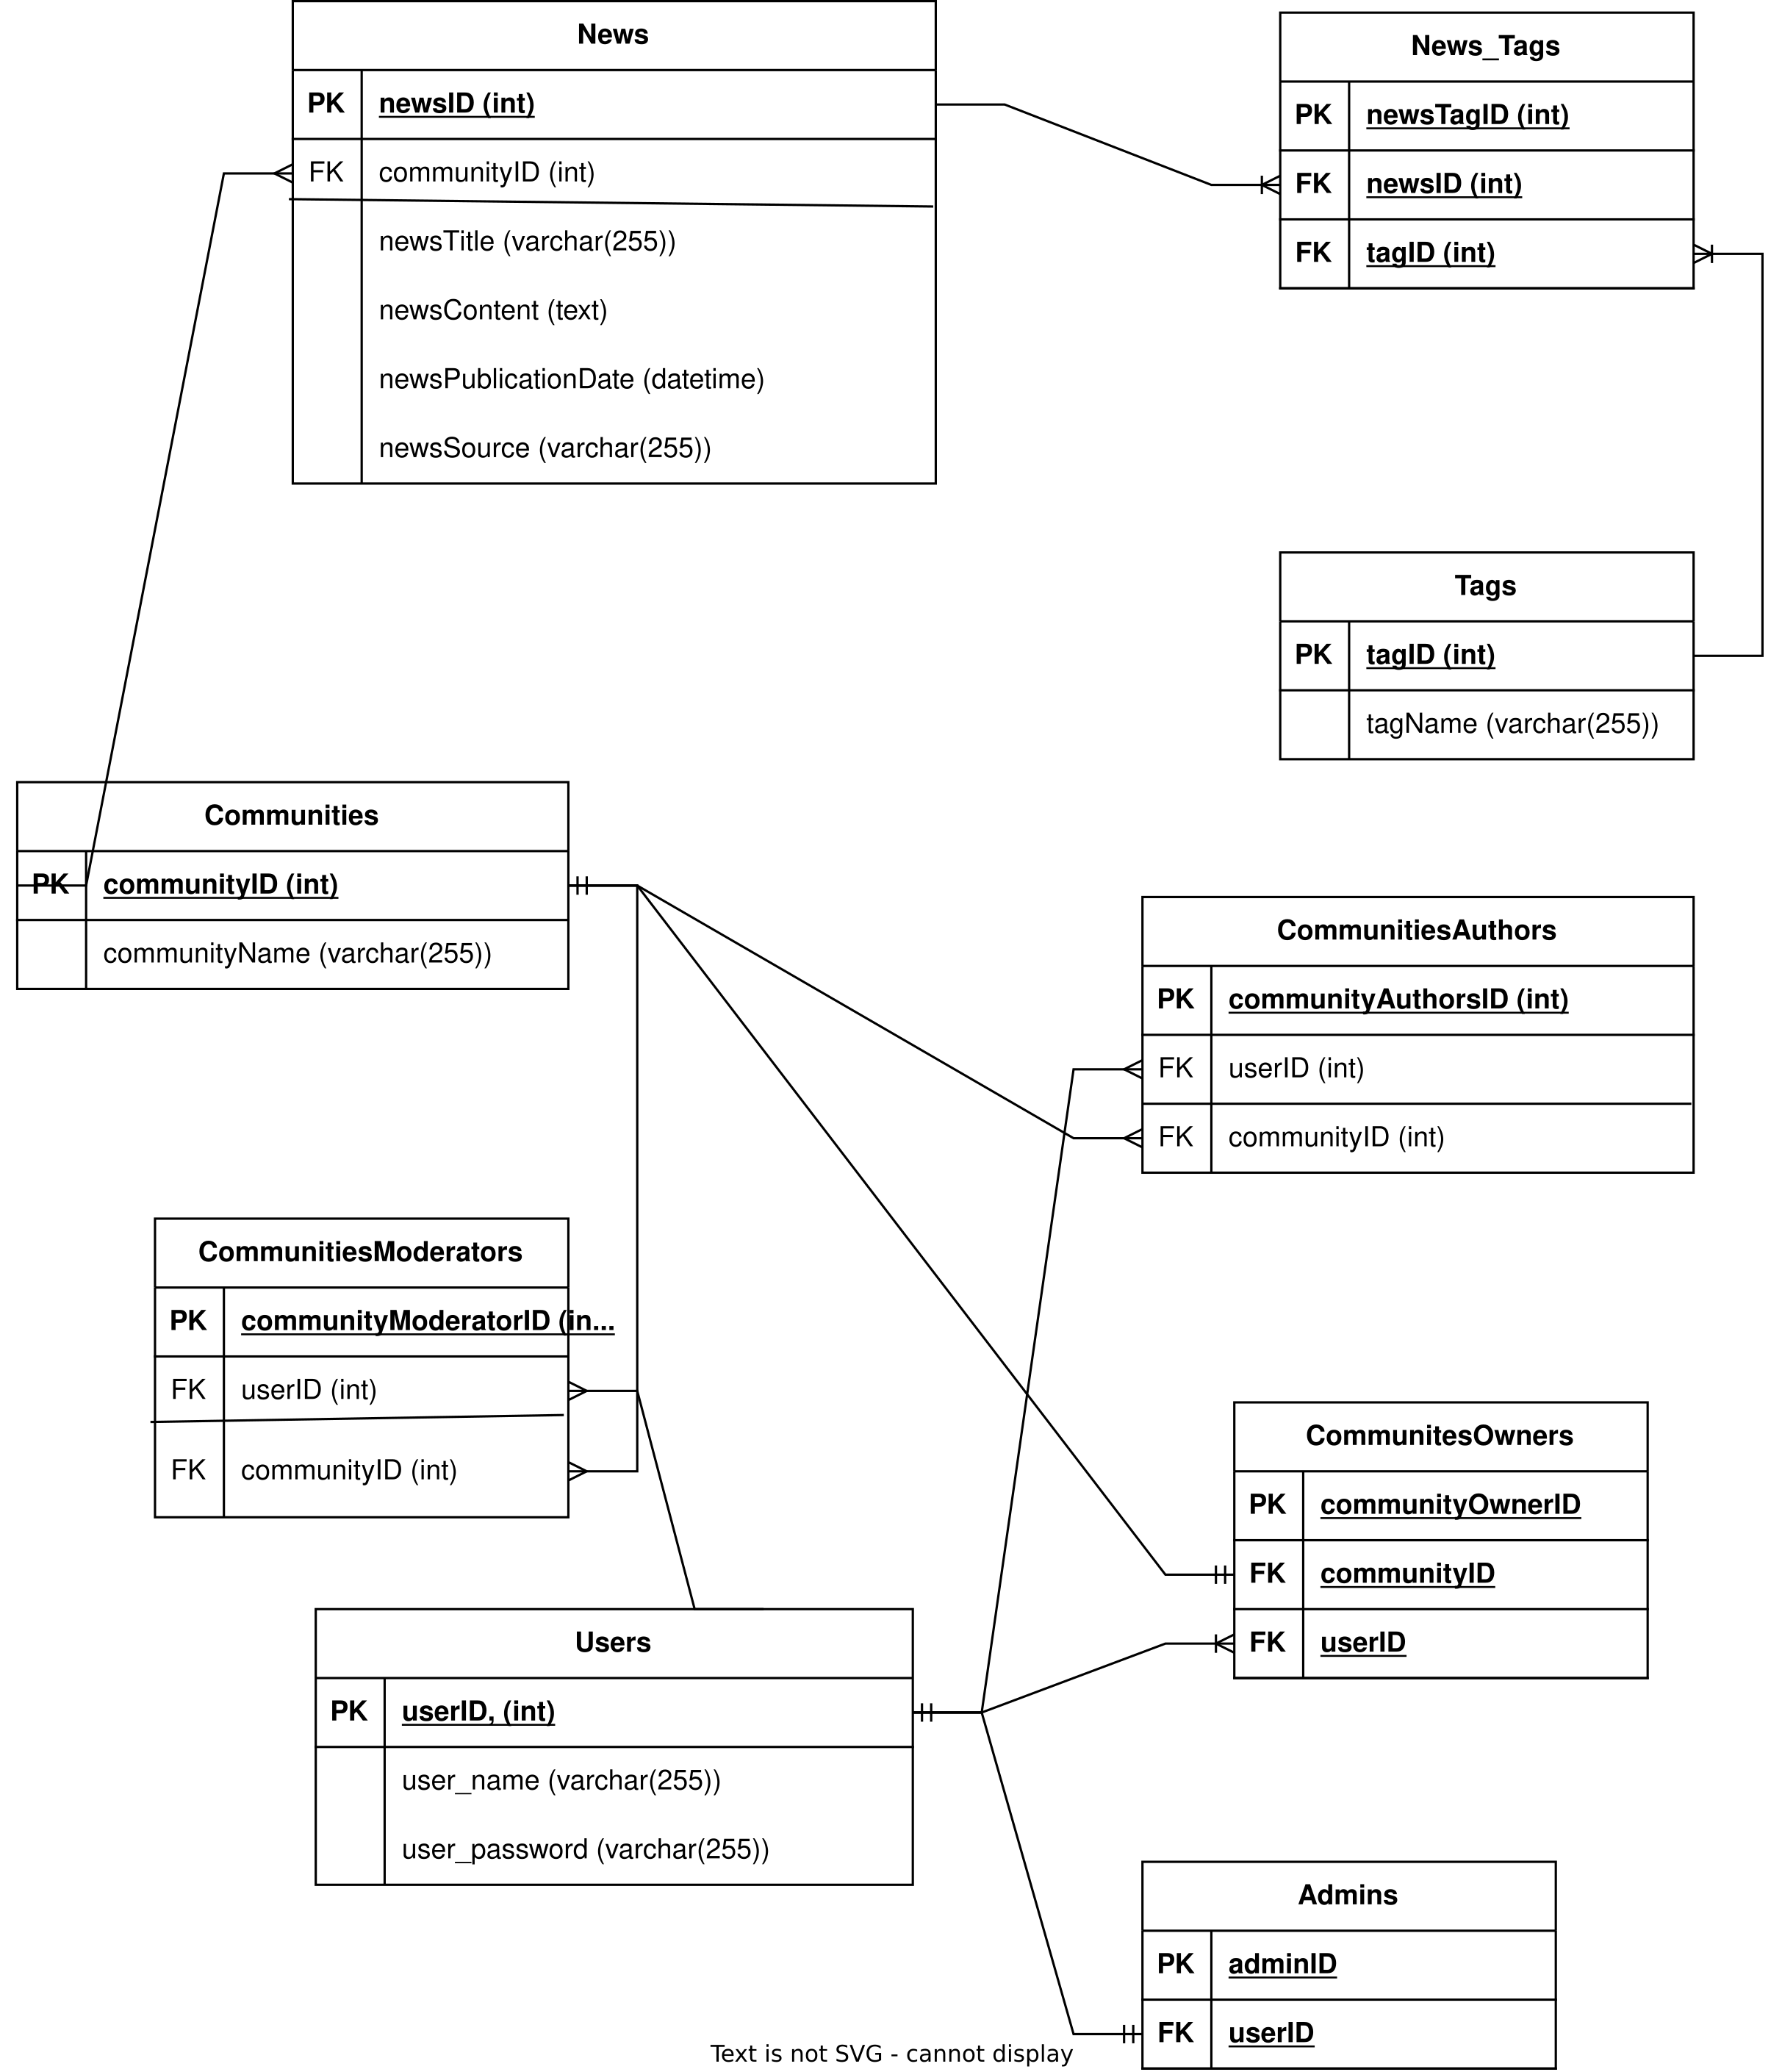 News
PK newsID (int)
FK communityID (int)
newsTitle (varchar(255))
newsContent (text)
newsPublicationDate (datetime)
newsSource (varchar(255))
News_Tags
PK newsTagID (int)
FK newsID (int)
FK tagID (int)
Tags
PK tagID (int)
tagName (varchar(255))
Communities
PK communityID (int)
communityName (varchar(255))
CommunitiesAuthors
PK communityAuthorsID (int)
FK userID (int)
FK communityID (int)
CommunitiesModerators
PK communityModeratorID (in...
FK userID (int)
FK communityID (int)
CommunitesOwners
PK communityOwnerID
FK communityID
FK userID
Users
PK userID, (int)
user_name (varchar(255))
user_password (varchar(255))
Admins
PK adminID
FK userID
Text is not SVG - cannot display